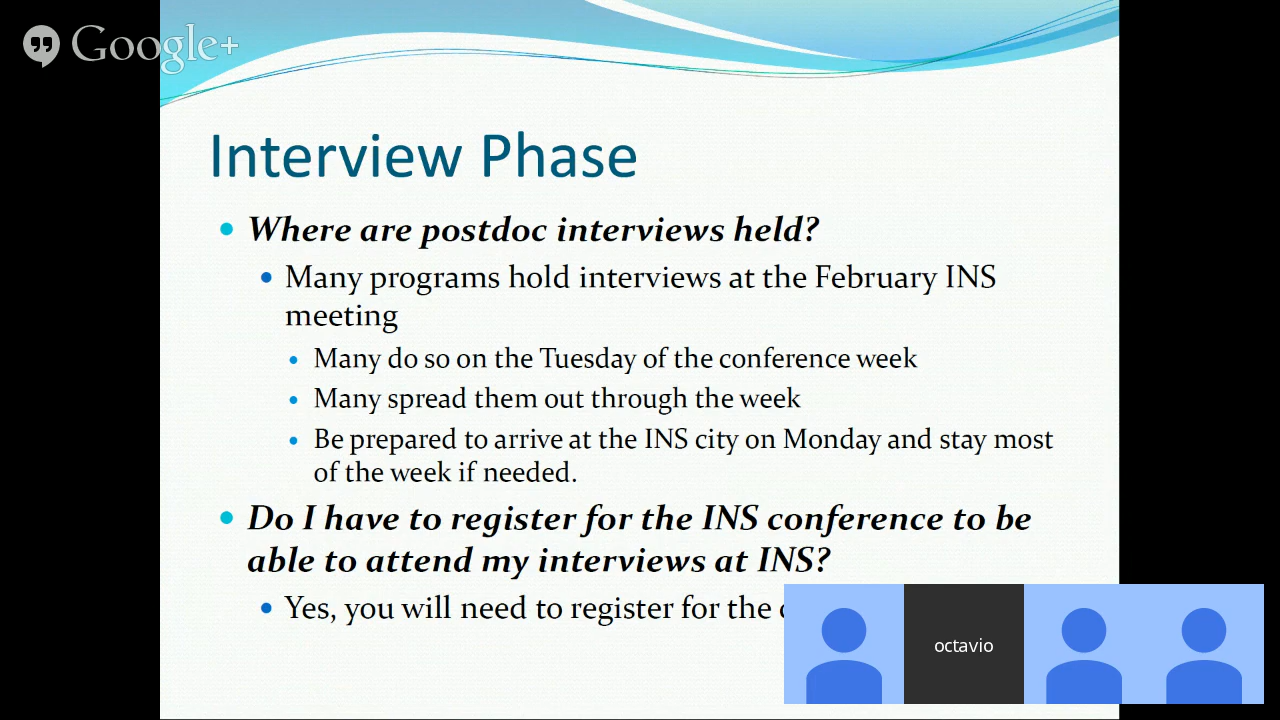 Google+
Interview Phase
Where are postdoc interviews held?
Many programs hold interviews at the February INS
meeting
Many do so on the Tuesday of the conference week
Many spread them out through the week
Be prepared to arrive at the INS city on Monday and stay most
of the week if needed.
Do I have to register for the INS conference to be
able to attend my interviews at INS?
Yes, you will need to register for the
octavio